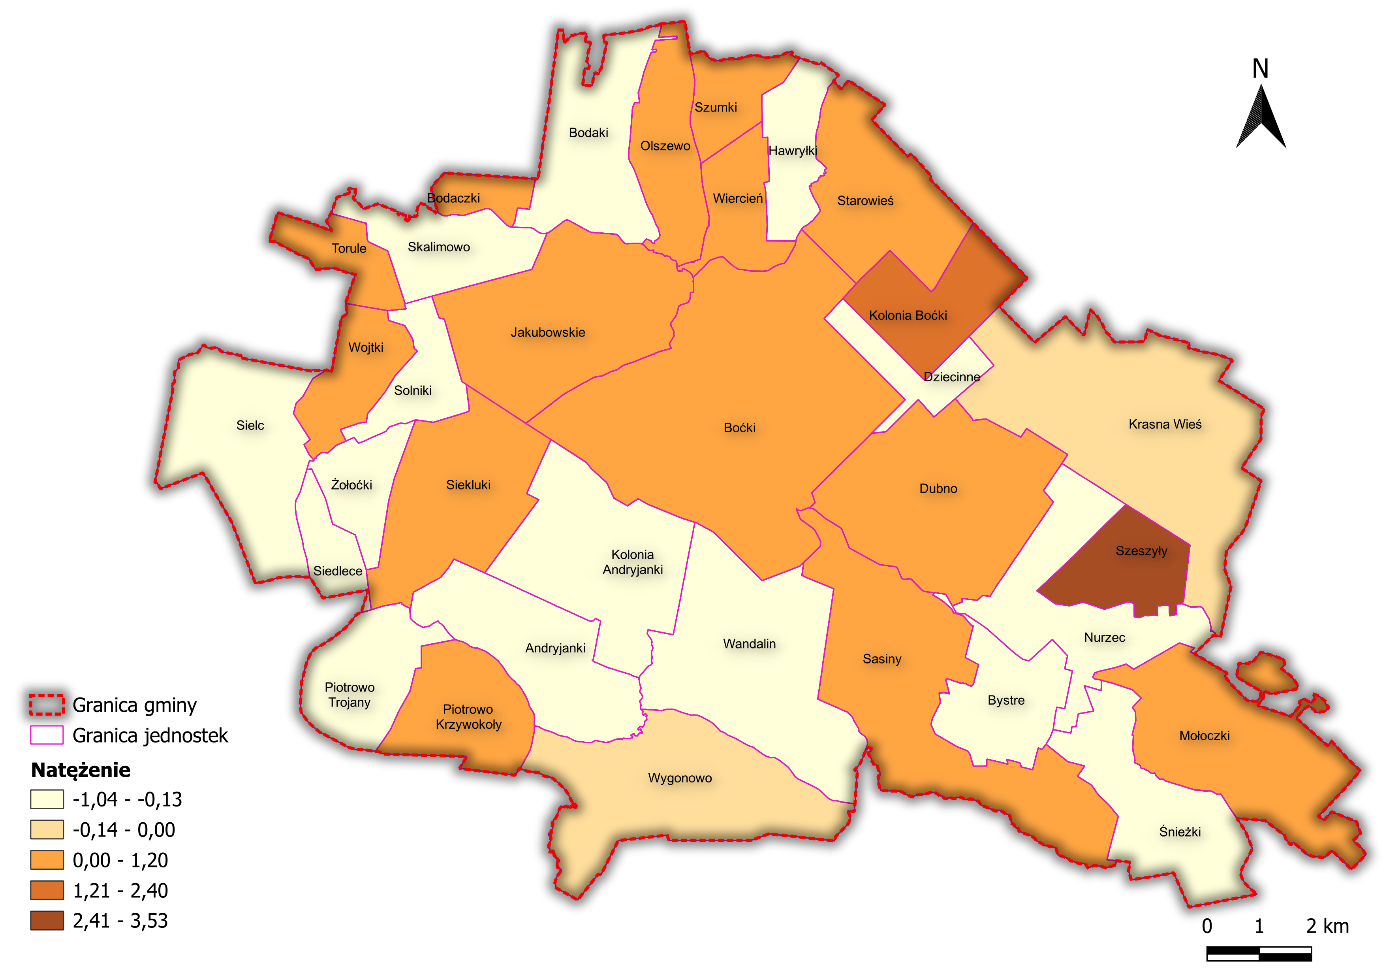 N
Szumki
Bodaki
Olszewo
Hawryłki
Bodaczki
Wiercień
Starowieś
Torule
Skalimowo
Kolonia Boćki
Jakubowskie
Wojtki
Dziecinne
Solniki
Sielc
Boćki
Krasna Wieś
Żołoćki
Siekluki
Dubno
Szeszyły
Kolonia
Andryjanki
Siedlece
Nurzec
Andryjanki
Wandalin
Sasiny
Piotrowo
Trojany
Bystre
Piotrowo
Krzywokoły
Mołoczki
Wygonowo
Śnieżki
Granica gminy
Granica jednostek
Natężenie
-1,04 - -0,13
-0,14 - 0,00
0,00 - 1,20
1,21 - 2,40
2,41 - 3,53
0 1 2 km